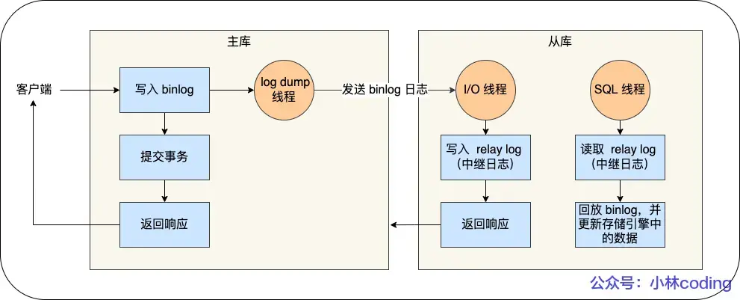 主库
从库
客户端
写入 binlog
log dump
线程
发送 binlog 日志
I/O 线程
SQL 线程
提交事务
写入 relay log
（中继日志）
读取 relay log
（中继日志）
返回响应
返回响应
回放 binlog，并
更新存储引擎中
的数据
公众号：小林coding